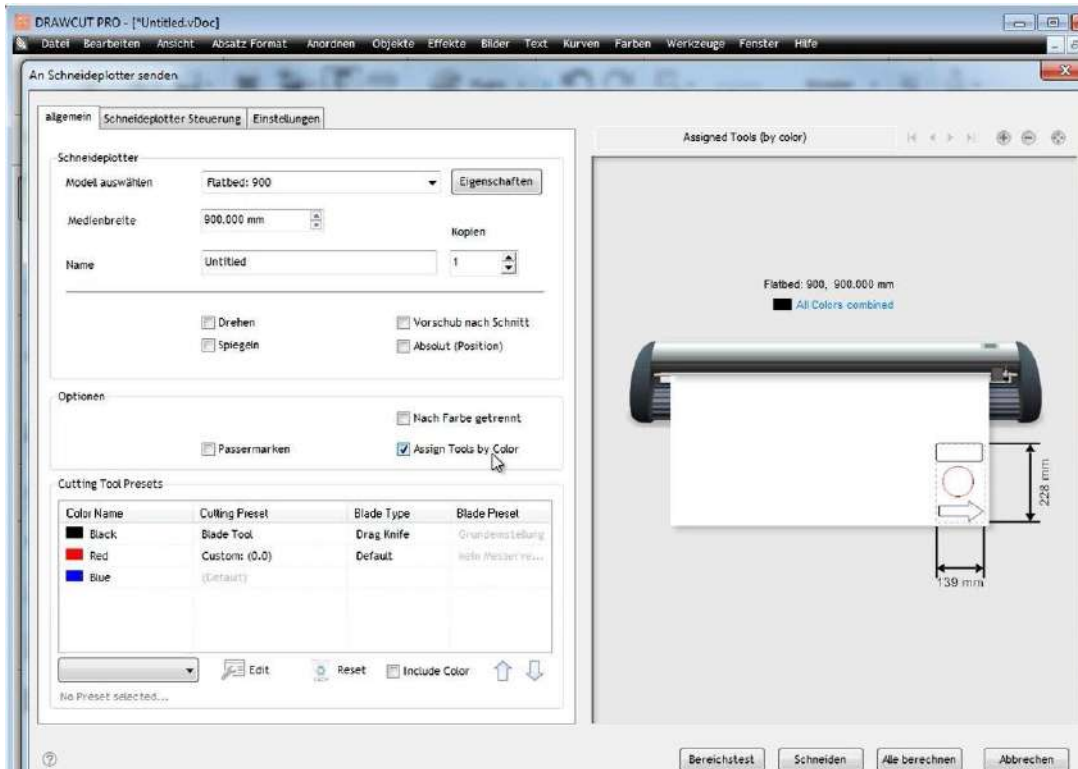 DRAWCUT PRO - [*Untitled.vDoc]
Datei Bearbeiten Ansicht Absatz Format Anordnen Objekte Effekte Bilder Text Kurven Farben Werkzeuge Fenster Hilfe
An Schneideplotter senden
allgemein Schneideplotter Steuerung Einstellungen
Assigned Tools (by color)
Schneideplotter
Model auswählen Flatbed: 900 Eigenschaften
Medienbreite 900.000 mm
Kopien
Name Untitled 1
Flatbed: 900, 900.000 mm
All Colors combined
Drehen Vorschub nach Schnitt
Spiegeln Absolut (Position)
Optionen
Nach Farbe getrennt
Passermarken Assign Tools by Color
228 mm
139 mm
Cutting Tool Presets
Color Name Cutting Preset Blade Type Blade Preset
Black Blade Tool Drag Knife Grundeinstellung
Red Custom: (0.0) Default kein Messerve...
Blue (Default)
Edit Reset Include Color
No Preset selected...
Bereichstest Schneiden Alle berechnen Abbrechen